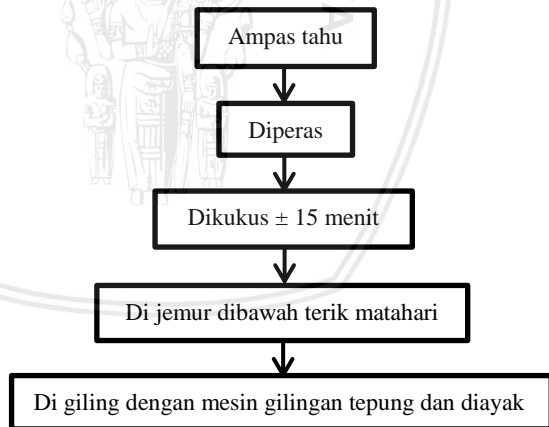 Ampas tahu
Diperas
Dikukus ± 15 menit
Di jemur dibawah terik matahari
Di giling dengan mesin gilingan tepung dan diayak